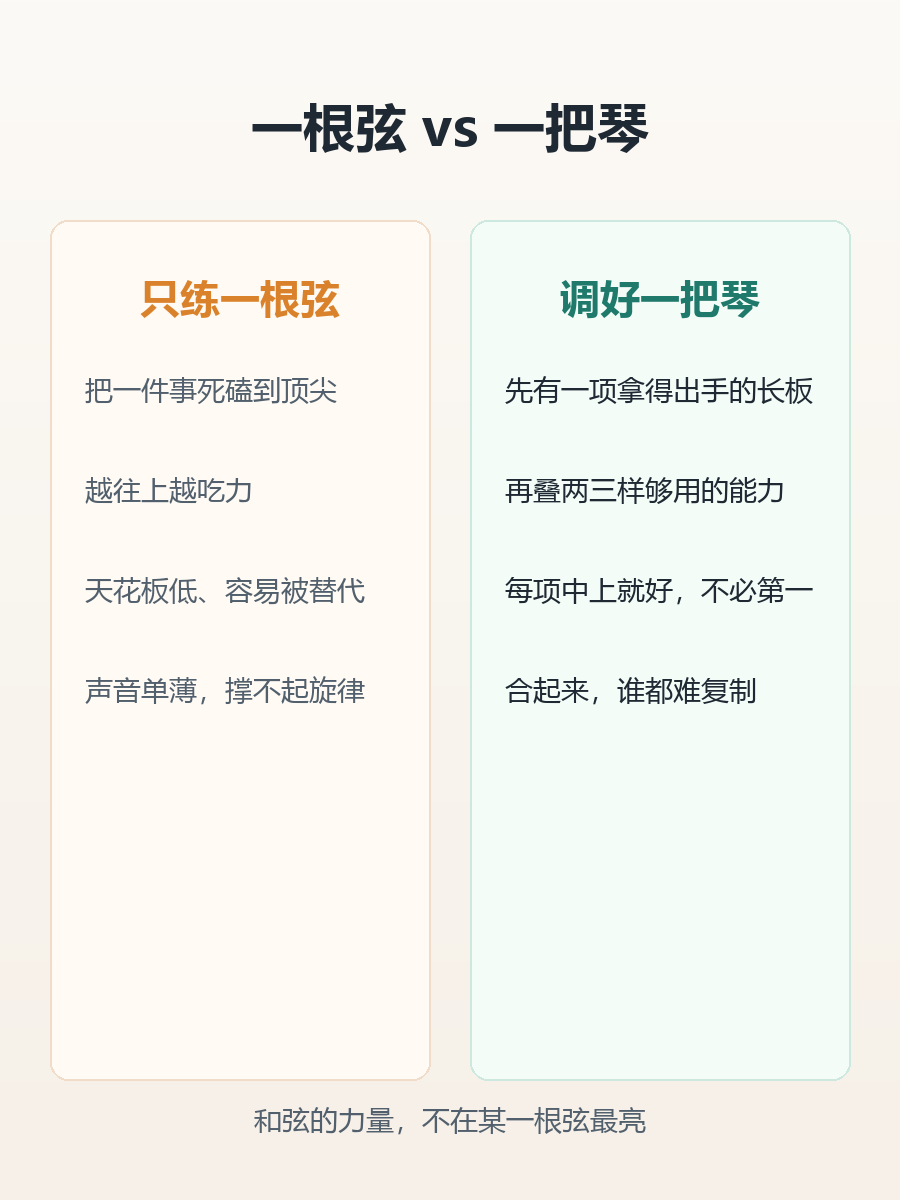 一根弦 vs 一把琴
只练一根弦
把一件事死磕到顶尖
越往上越吃力
天花板低、容易被替代
声音单薄，撑不起旋律
调好一把琴
先有一项拿得出手的长板
再叠两三样够用的能力
每项中上就好，不必第一
合起来，谁都难复制
和弦的力量，不在某一根弦最亮